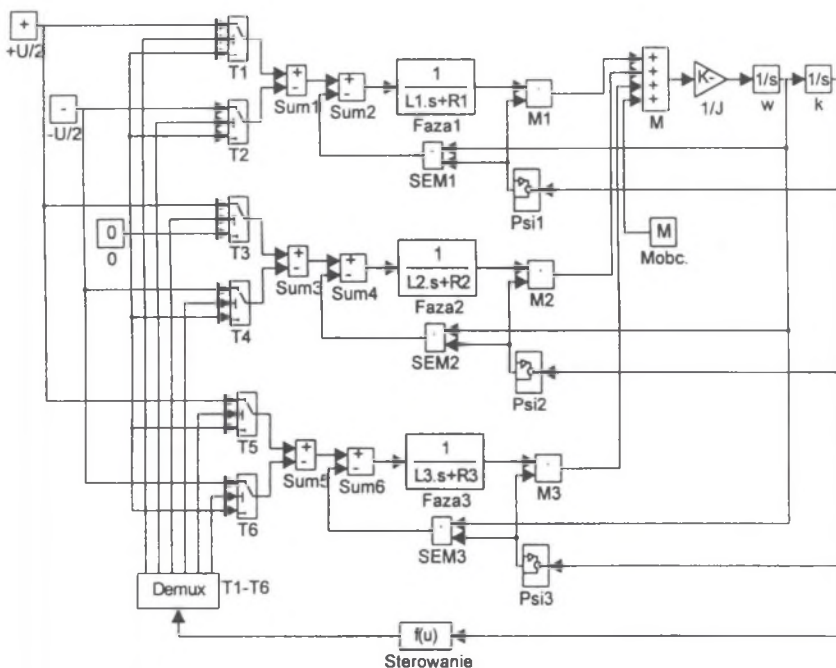 +
+U/2
-
-U/2
0
0
T1
T2
T3
T4
T5
T6
+
-
Sum1
+
-
Sum2
1
L1.s+R1
Faza1
M1
SEM1
Psi1
+
+
+
+
M
K-
1/J
1/s
w
1/s
k
M
Mobc.
+
-
Sum3
+
-
Sum4
1
L2.s+R2
Faza2
M2
SEM2
Psi2
+
-
Sum5
+
-
Sum6
1
L3.s+R3
Faza3
M3
SEM3
Psi3
Demux
T1-T6
f(u)
Sterowanie